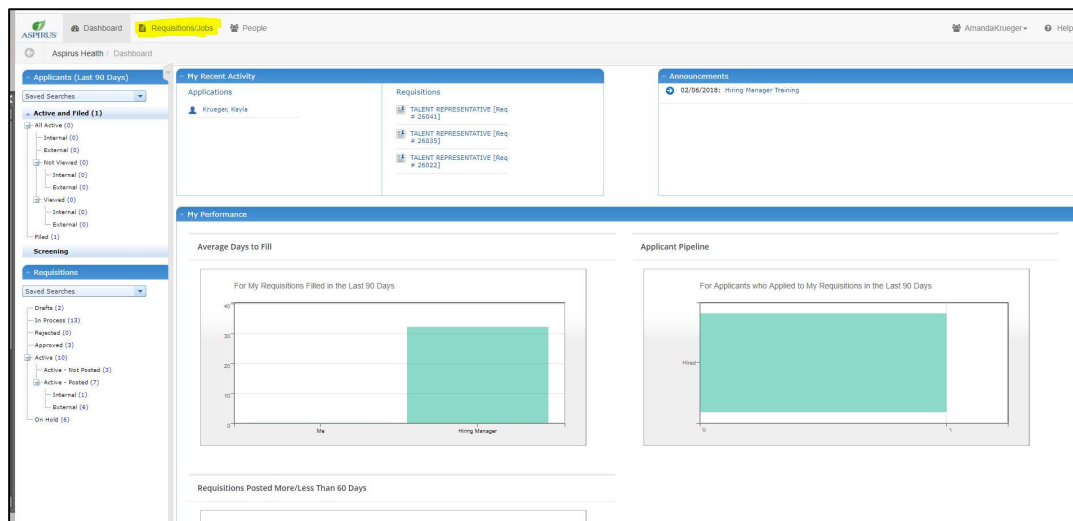 ASPIRUS
Dashboard
Requisitions/Jobs
People
AmandaKrueger
Help
Aspirus Health / Dashboard
Applicants (Last 90 Days)
Saved Searches
Active and Filed (1)
All Active (0)
Internal (0)
External (0)
Not Viewed (0)
Internal (0)
External (0)
Viewed (0)
Internal (0)
External (0)
Filed (1)
Screening
Requisitions
Saved Searches
Drafts (2)
In Process (13)
Rejected (0)
Approved (3)
Active (10)
Active - Not Posted (3)
Active - Posted (7)
Internal (1)
External (6)
On Hold (6)
My Recent Activity
Applications
Krueger, Kayla
Requisitions
TALENT REPRESENTATIVE [Req
# 26041]
TALENT REPRESENTATIVE [Req
# 26035]
TALENT REPRESENTATIVE [Req
# 26022]
Announcements
02/06/2018: Hiring Manager Training
My Performance
Average Days to Fill
For My Requisitions Filled in the Last 90 Days
40
30
20
10
0
Me
Hiring Manager
Applicant Pipeline
For Applicants who Applied to My Requisitions in the Last 90 Days
Hired
0
1
Requisitions Posted More/Less Than 60 Days